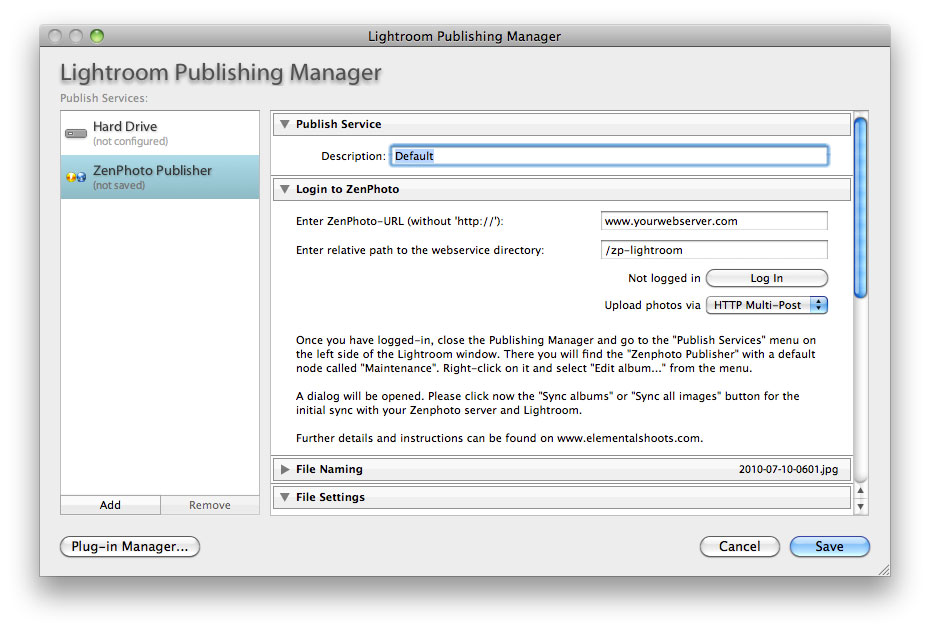 Lightroom Publishing Manager
Lightroom Publishing Manager
Publish Services:
Hard Drive
(not configured)
ZenPhoto Publisher
(not saved)
Add
Remove
Publish Service
Description: Default
Login to ZenPhoto
Enter ZenPhoto-URL (without 'http://'): www.yourwebserver.com
Enter relative path to the webservice directory: /zp-lightroom
Not logged in Log In
Upload photos via HTTP Multi-Post
Once you have logged-in, close the Publishing Manager and go to the "Publish Services" menu on
the left side of the Lightroom window. There you will find the "Zenphoto Publisher" with a default
node called "Maintenance". Right-click on it and select "Edit album..." from the menu.
A dialog will be opened. Please click now the "Sync albums" or "Sync all images" button for the
initial sync with your Zenphoto server and Lightroom.
Further details and instructions can be found on www.elementalshoots.com.
File Naming 2010-07-10-0601.jpg
File Settings
Plug-in Manager... Cancel Save